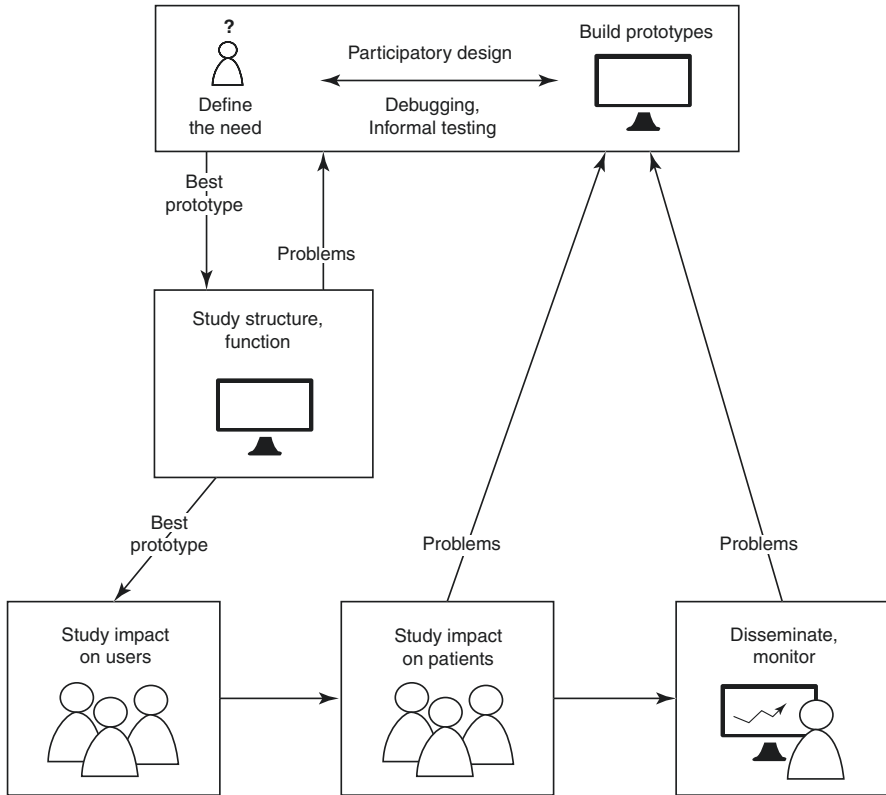 ?
Define
the need
Participatory design
Debugging,
Informal testing
Build prototypes
Best
prototype
Problems
Study structure,
function
Best
prototype
Problems
Problems
Study impact
on users
Study impact
on patients
Disseminate,
monitor